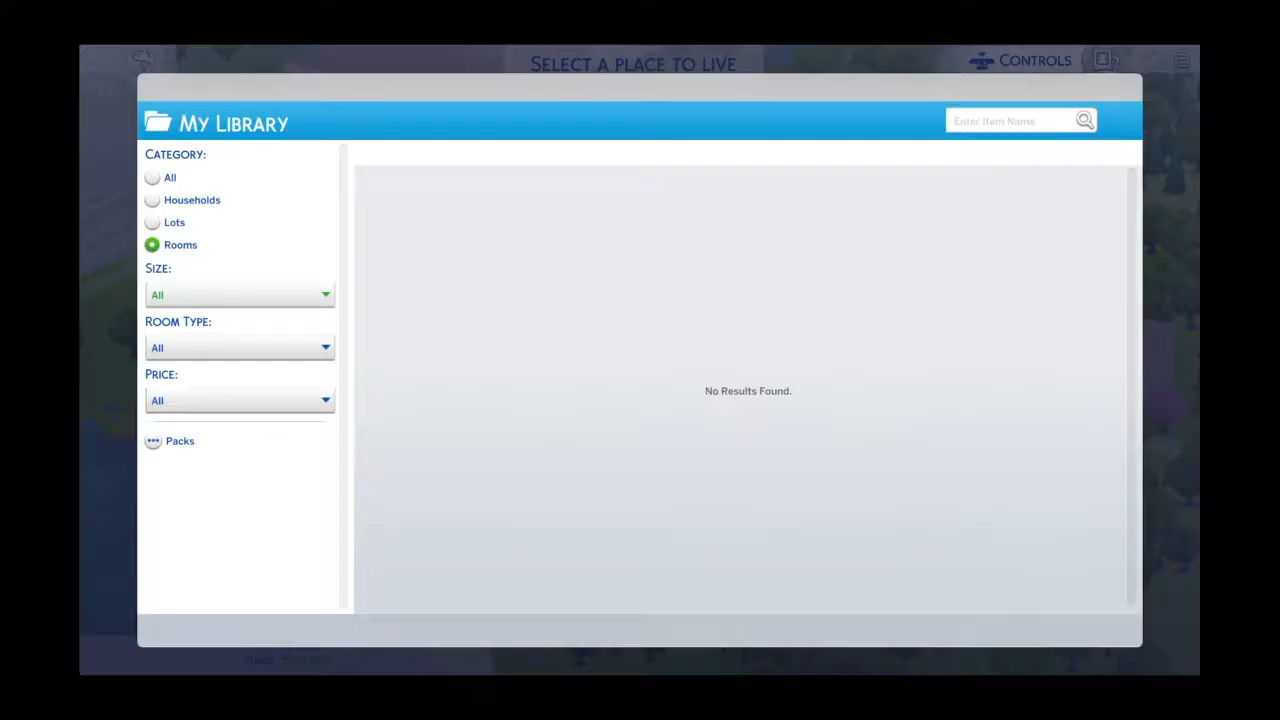 SELECT A PLACE TO LIVE
CONTROLS
MY LIBRARY
Enter Item Name
CATEGORY:
All
Households
Lots
Rooms
SIZE:
All
ROOM TYPE:
All
PRICE:
All
Packs
No Results Found.